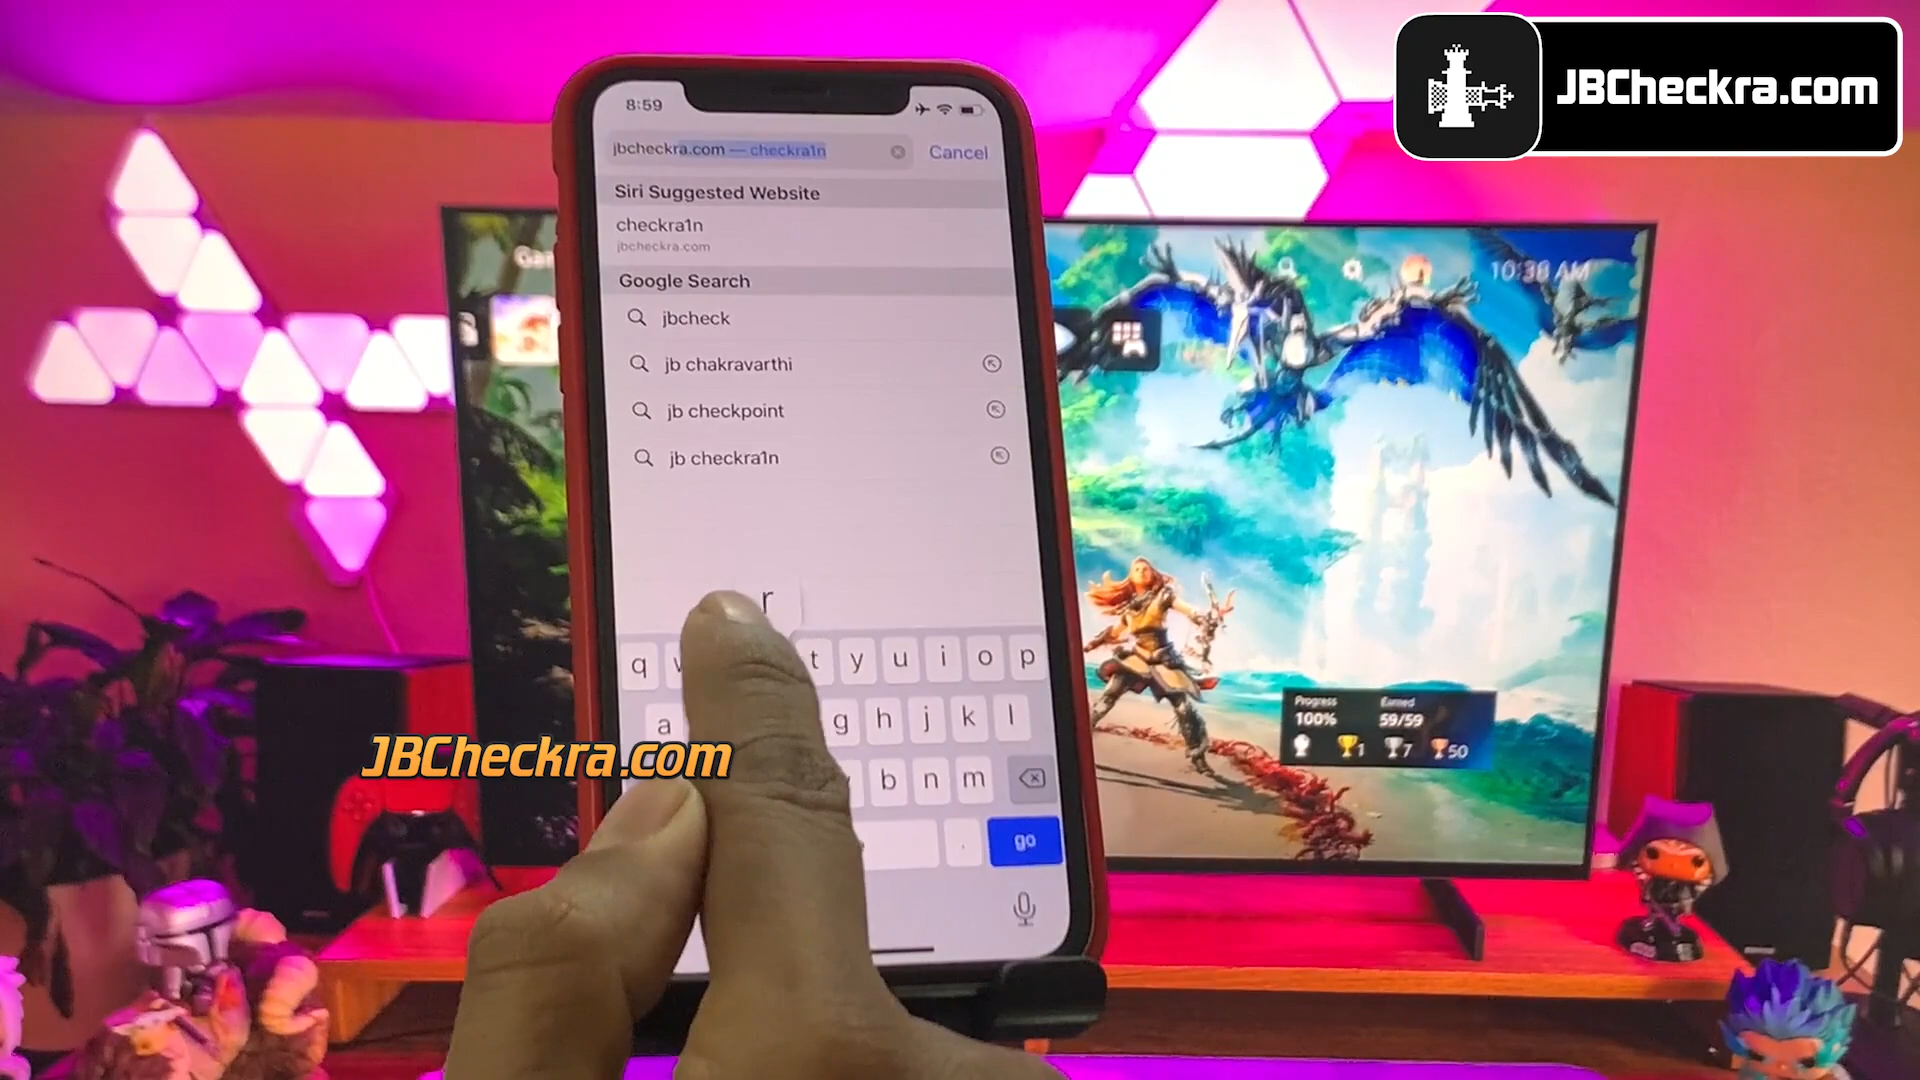 JBCheckra.com
8:59
jbcheckra.com — checkra1n
Cancel
Siri Suggested Website
checkra1n
jbcheckra.com
Google Search
jbcheck
jb chakravarthi
jb checkpoint
jb checkra1n
r
q t y u i o p
a g h j k l
b n m
. go
JBCheckra.com
10:38 AM
Progress Earned
100% 59/59
1 7 50